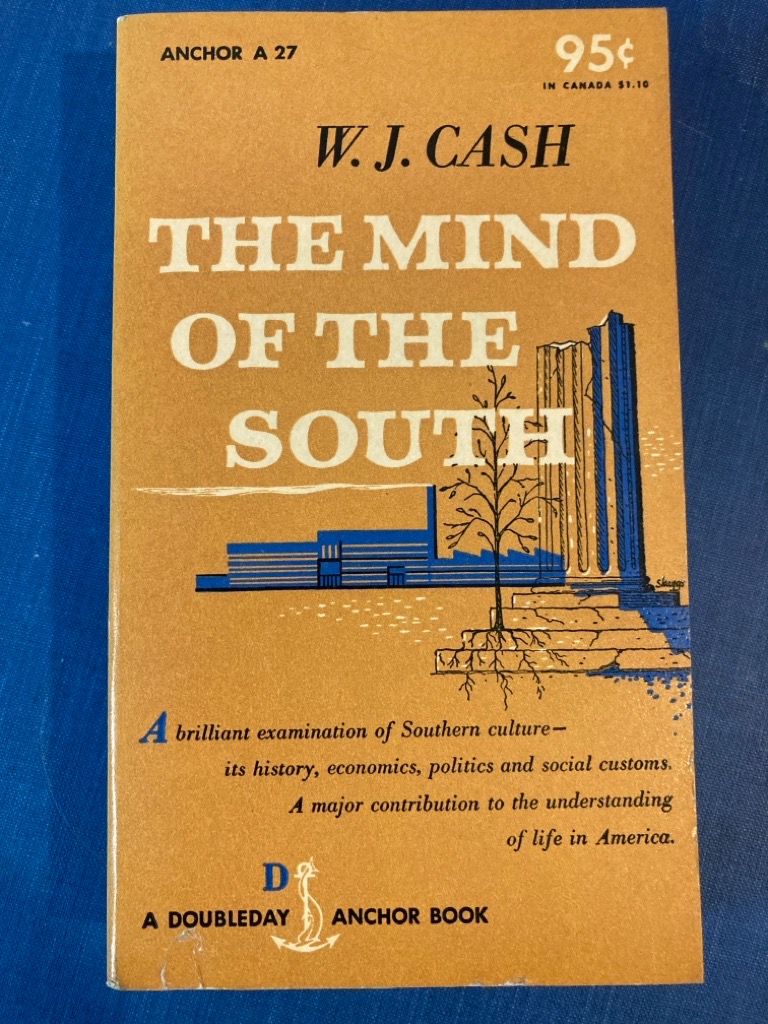 ANCHOR A 27
95¢
IN CANADA $1.10
W. J. CASH
THE MIND
OF THE
SOUTH
A brilliant examination of Southern culture—
its history, economics, politics and social customs.
A major contribution to the understanding
of life in America.
D
A DOUBLEDAY ANCHOR BOOK